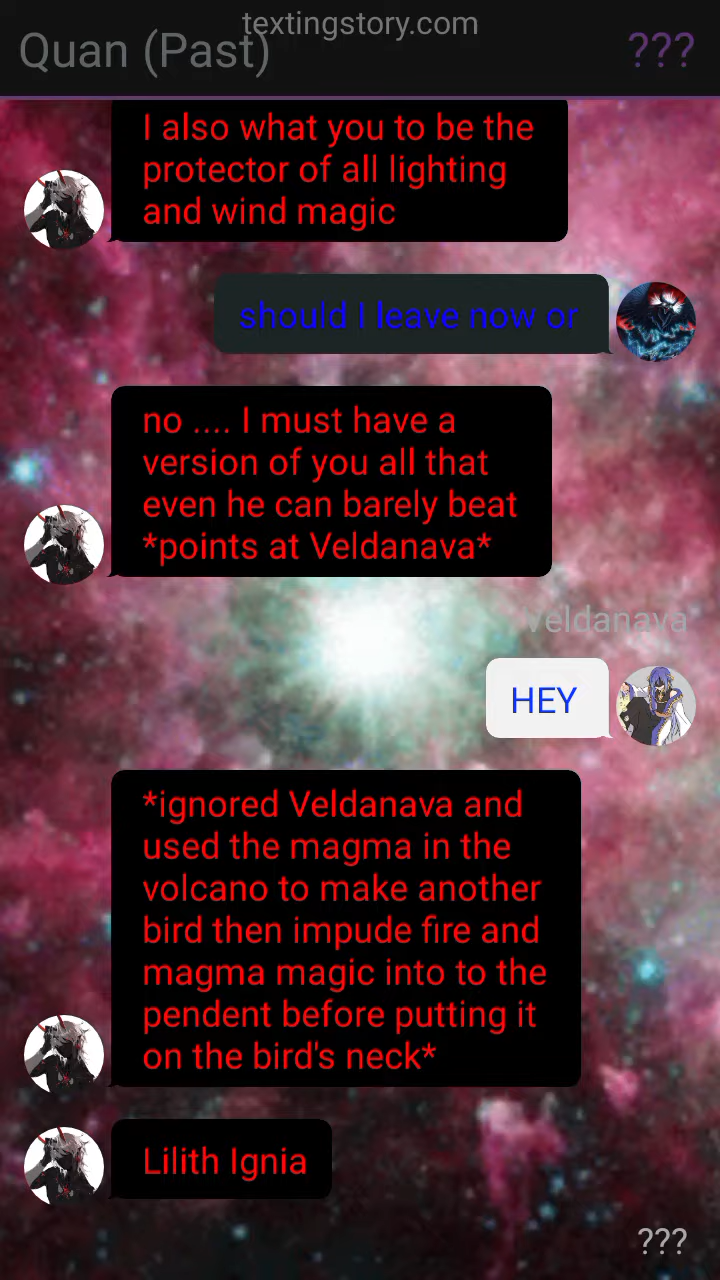 textingstory.com
Quan (Past)
???
I also what you to be the
protector of all lighting
and wind magic
should I leave now or
no .... I must have a
version of you all that
even he can barely beat
*points at Veldanava*
Veldanava
HEY
*ignored Veldanava and
used the magma in the
volcano to make another
bird then impude fire and
magma magic into to the
pendent before putting it
on the bird's neck*
Lilith Ignia
???